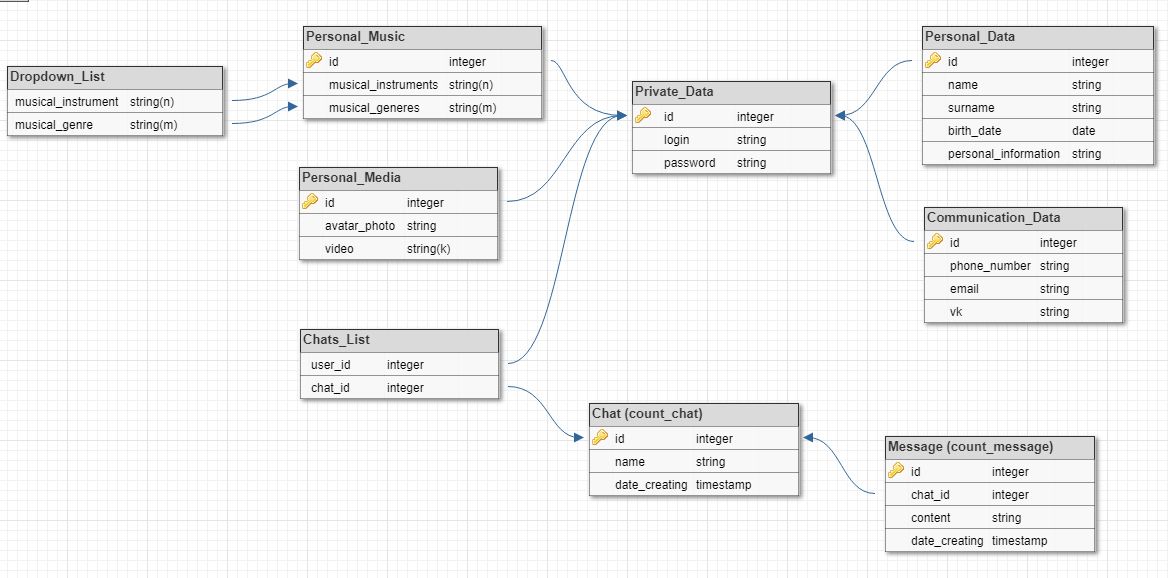 Dropdown_List
musical_instrument string(n)
musical_genre string(m)
Personal_Music
id integer
musical_instruments string(n)
musical_generes string(m)
Personal_Media
id integer
avatar_photo string
video string(k)
Chats_List
user_id integer
chat_id integer
Private_Data
id integer
login string
password string
Chat (count_chat)
id integer
name string
date_creating timestamp
Personal_Data
id integer
name string
surname string
birth_date date
personal_information string
Communication_Data
id integer
phone_number string
email string
vk string
Message (count_message)
id integer
chat_id integer
content string
date_creating timestamp